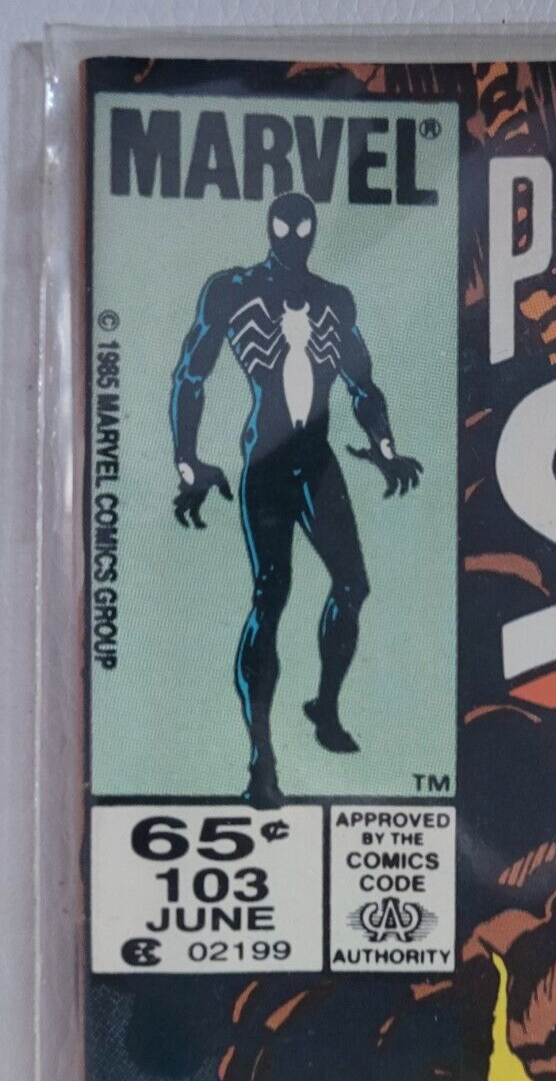 MARVEL®
P
© 1985 MARVEL COMICS GROUP
TM
65¢
103
JUNE
02199
APPROVED
BY THE
COMICS
CODE
AUTHORITY